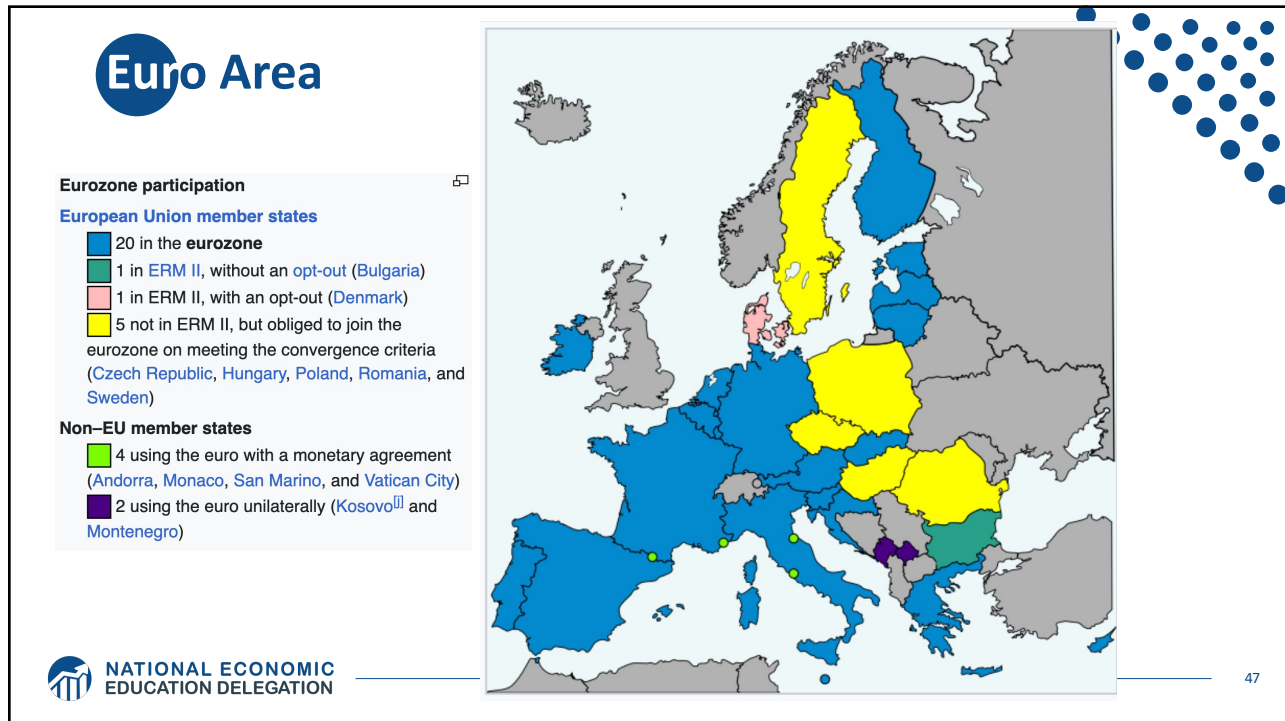 Euro Area
Eurozone participation
European Union member states
20 in the eurozone
1 in ERM II, without an opt-out (Bulgaria)
1 in ERM II, with an opt-out (Denmark)
5 not in ERM II, but obliged to join the
eurozone on meeting the convergence criteria
(Czech Republic, Hungary, Poland, Romania, and
Sweden)
Non–EU member states
4 using the euro with a monetary agreement
(Andorra, Monaco, San Marino, and Vatican City)
2 using the euro unilaterally (Kosovo[j] and
Montenegro)
NATIONAL ECONOMIC
EDUCATION DELEGATION
47